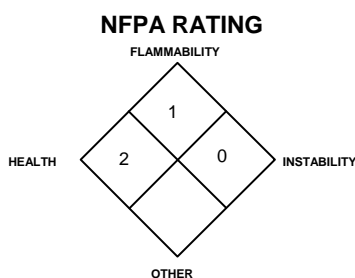 NFPA RATING
FLAMMABILITY
1
HEALTH 2 0 INSTABILITY
OTHER